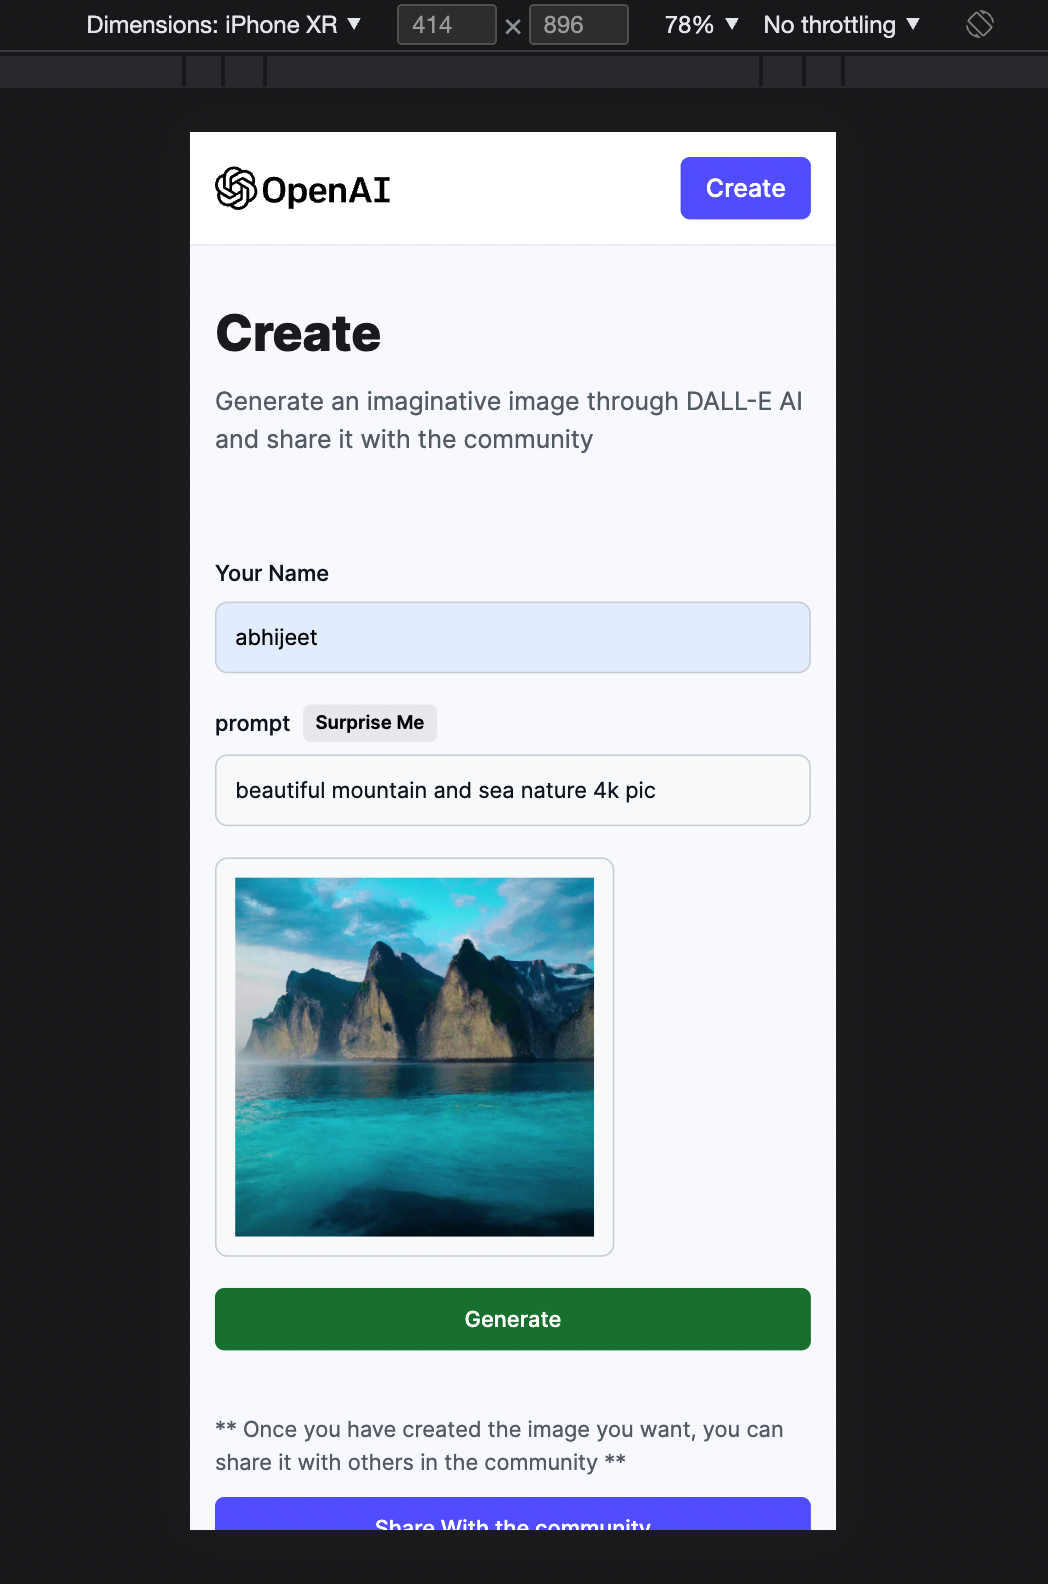 Dimensions: iPhone XR ▼ 414 × 896 78% ▼ No throttling ▼
OpenAI
Create
Create
Generate an imaginative image through DALL-E AI
and share it with the community
Your Name
abhijeet
prompt Surprise Me
beautiful mountain and sea nature 4k pic
Generate
** Once you have created the image you want, you can
share it with others in the community **
Share With the community